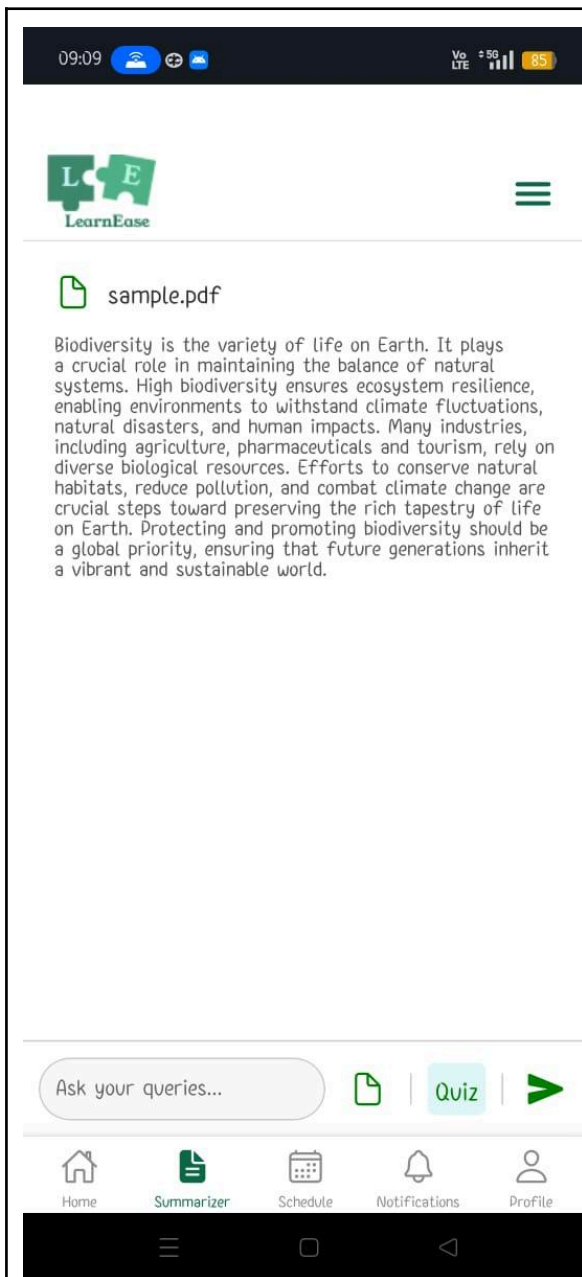 09:09
Vo LTE 5G 85
L E
LearnEase
sample.pdf
Biodiversity is the variety of life on Earth. It plays
a crucial role in maintaining the balance of natural
systems. High biodiversity ensures ecosystem resilience,
enabling environments to withstand climate fluctuations,
natural disasters, and human impacts. Many industries,
including agriculture, pharmaceuticals and tourism, rely on
diverse biological resources. Efforts to conserve natural
habitats, reduce pollution, and combat climate change are
crucial steps toward preserving the rich tapestry of life
on Earth. Protecting and promoting biodiversity should be
a global priority, ensuring that future generations inherit
a vibrant and sustainable world.
Ask your queries...
Quiz
Home Summarizer Schedule Notifications Profile